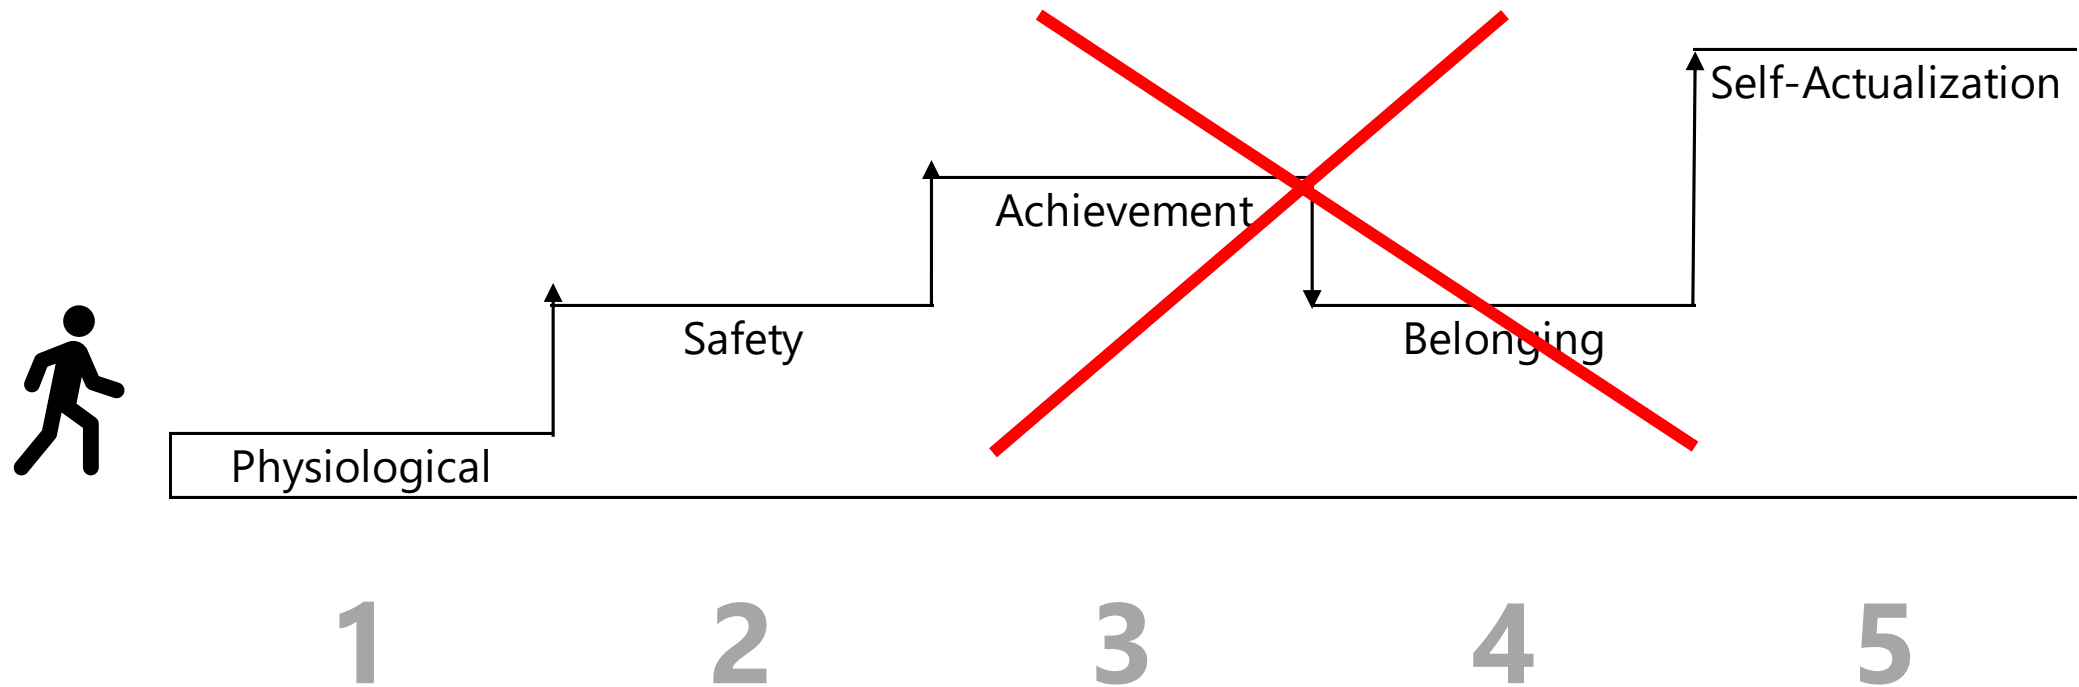 Self-Actualization
Achievement
Safety
Belonging
Physiological
1 2 3 4 5